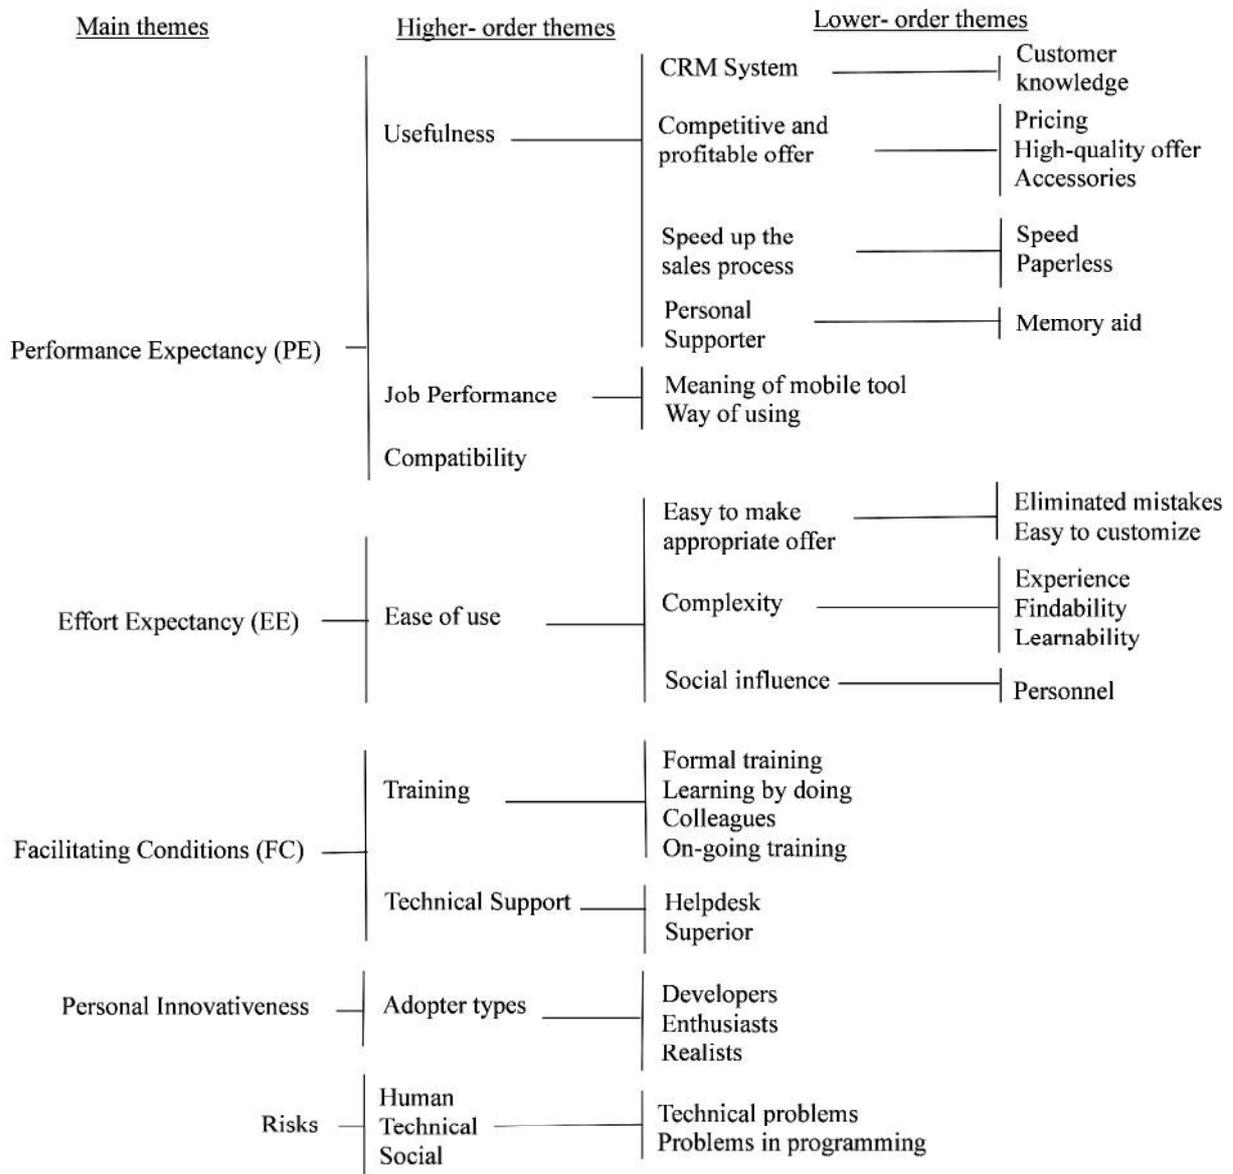 Main themes
Higher- order themes
Lower- order themes
Performance Expectancy (PE)
Usefulness
CRM System
Customer
knowledge
Competitive and
profitable offer
Pricing
High-quality offer
Accessories
Speed up the
sales process
Speed
Paperless
Personal
Supporter
Memory aid
Job Performance
Meaning of mobile tool
Way of using
Compatibility
Effort Expectancy (EE)
Ease of use
Easy to make
appropriate offer
Eliminated mistakes
Easy to customize
Complexity
Experience
Findability
Learnability
Social influence
Personnel
Facilitating Conditions (FC)
Training
Formal training
Learning by doing
Colleagues
On-going training
Technical Support
Helpdesk
Superior
Personal Innovativeness
Adopter types
Developers
Enthusiasts
Realists
Risks
Human
Technical
Social
Technical problems
Problems in programming